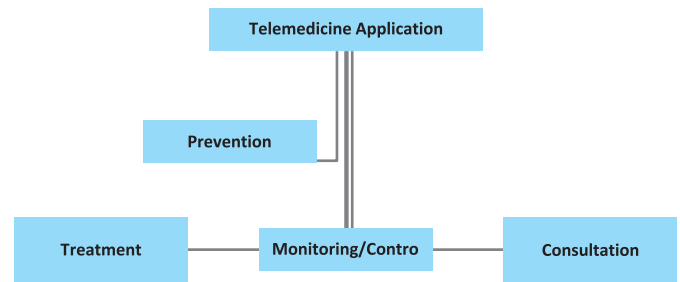 Telemedicine Application
Prevention
Treatment
Monitoring/Contro
Consultation